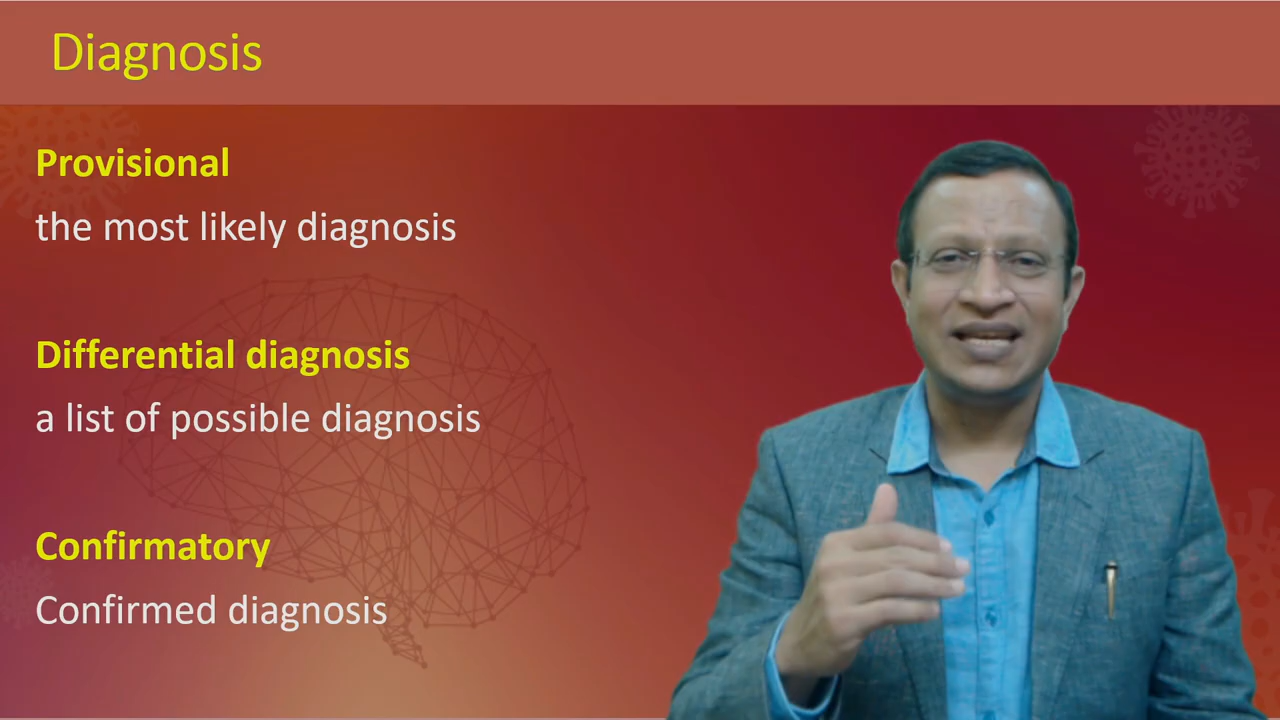 Diagnosis
Provisional
the most likely diagnosis
Differential diagnosis
a list of possible diagnosis
Confirmatory
Confirmed diagnosis